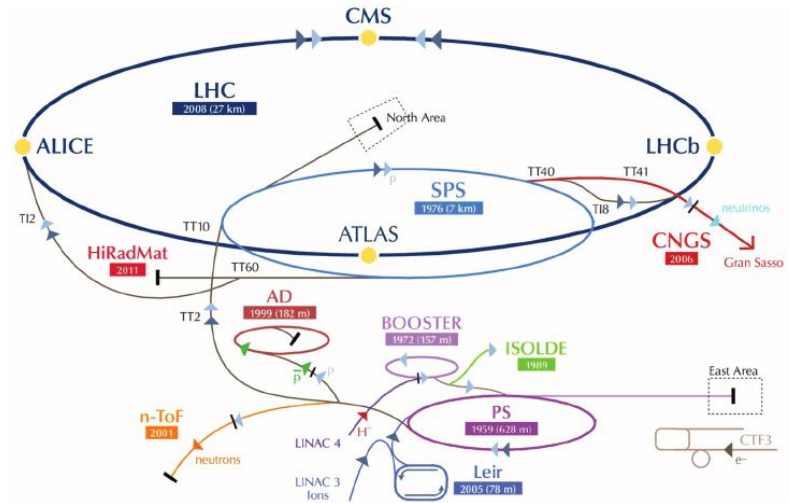 CMS
LHC
2008 (27 km)
North Area
ALICE
LHCb
TT40
TT41
SPS
1976 (7 km)
p
TI2
TT10
TI8
neutrinos
ATLAS
CNGS
2006
Gran Sasso
HiRadMat
2011
TT60
AD
1999 (182 m)
TT2
BOOSTER
1972 (157 m)
ISOLDE
1989
p̅
p
East Area
n-ToF
2001
neutrons
LINAC 4
H⁻
PS
1959 (628 m)
CTF3
e⁻
LINAC 3
Ions
Leir
2005 (78 m)